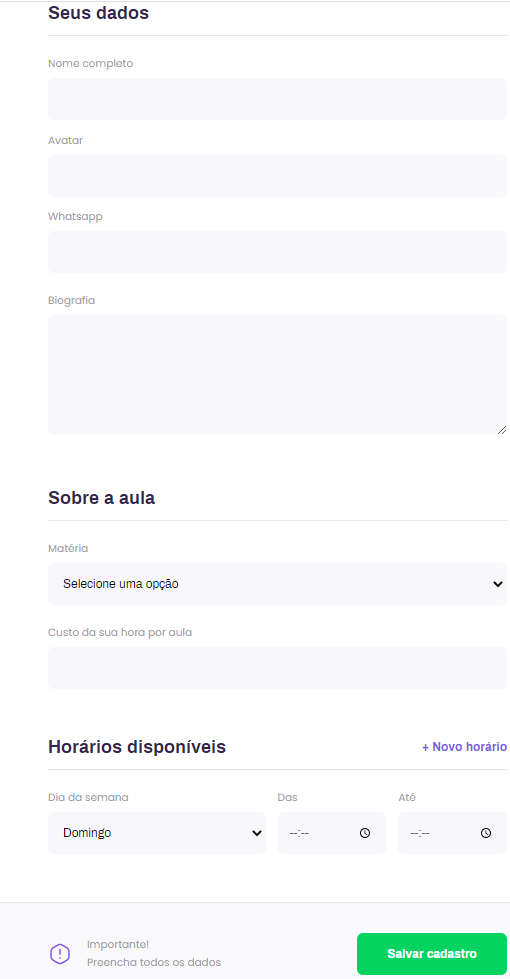 Seus dados
Nome completo
Avatar
Whatsapp
Biografia
Sobre a aula
Matéria
Selecione uma opção
Custo da sua hora por aula
Horários disponíveis + Novo horário
Dia da semana Das Até
Domingo --:-- --:--
Importante!
Preencha todos os dados
Salvar cadastro